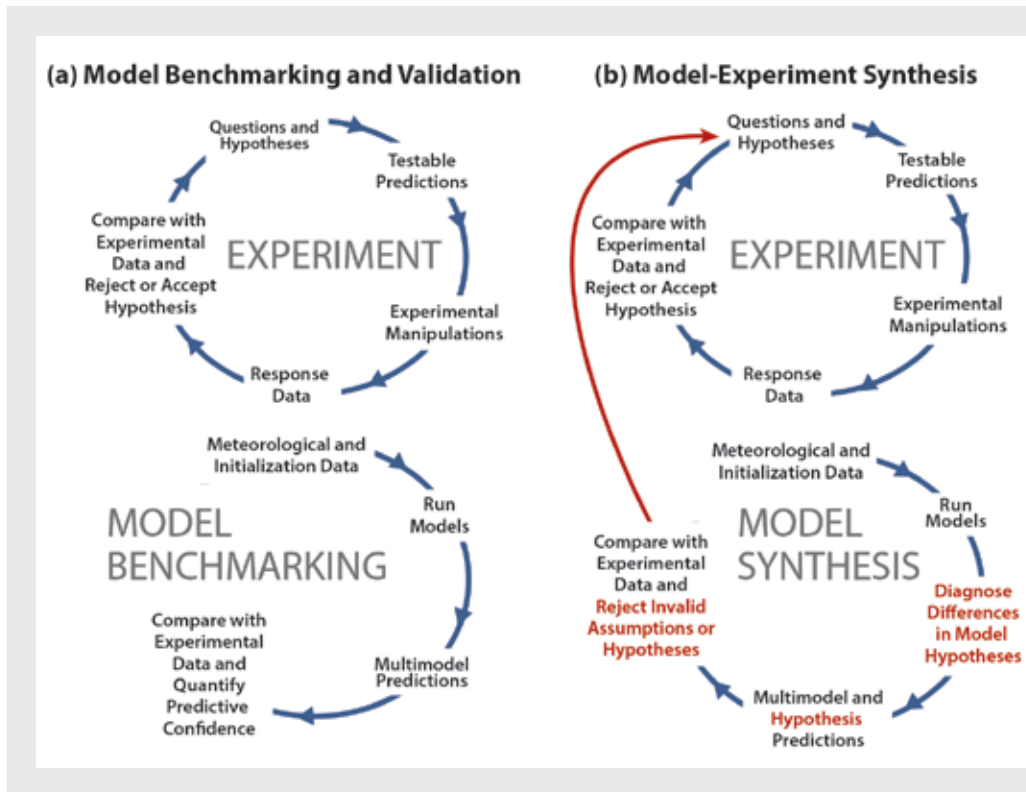 (a) Model Benchmarking and Validation
Questions and
Hypotheses
Testable
Predictions
Compare with
Experimental
Data and
Reject or Accept
Hypothesis
EXPERIMENT
Experimental
Manipulations
Response
Data
Meteorological and
Initialization Data
Run
Models
MODEL
BENCHMARKING
Compare with
Experimental
Data and
Quantify
Predictive
Confidence
Multimodel
Predictions
(b) Model-Experiment Synthesis
Questions and
Hypotheses
Testable
Predictions
Compare with
Experimental
Data and
Reject or Accept
Hypothesis
EXPERIMENT
Experimental
Manipulations
Response
Data
Meteorological and
Initialization Data
Run
Models
MODEL
SYNTHESIS
Compare with
Experimental
Data and
Reject Invalid
Assumptions or
Hypotheses
Diagnose
Differences
in Model
Hypotheses
Multimodel and
Hypothesis
Predictions